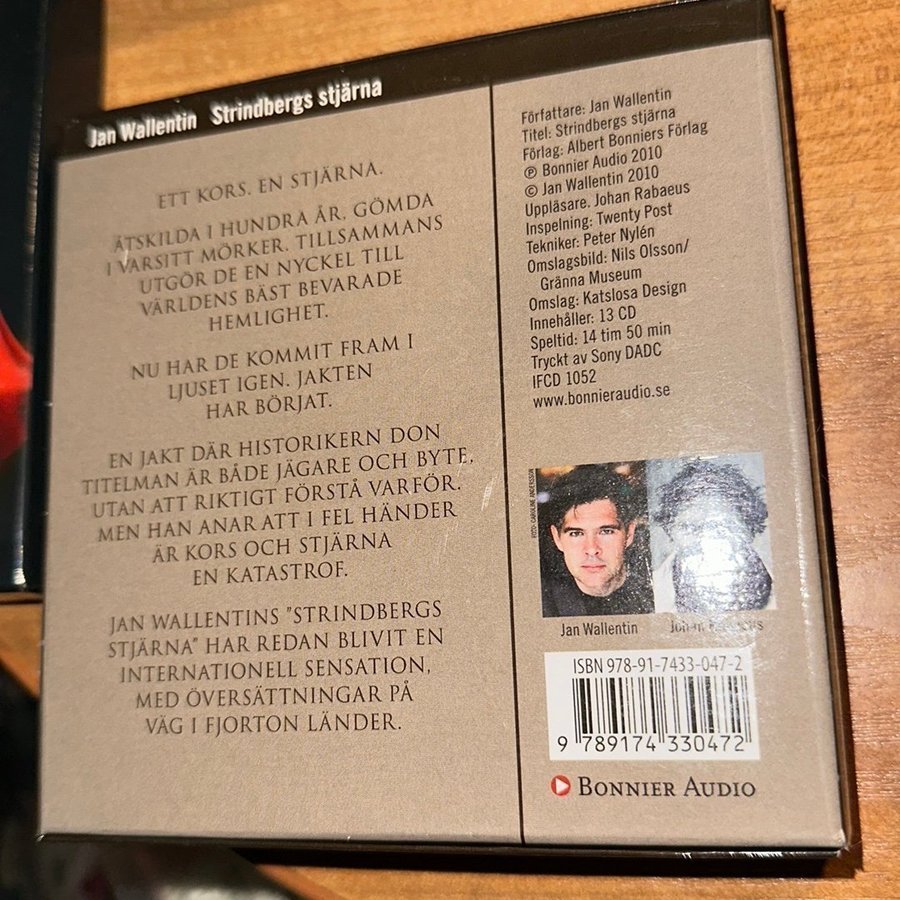 Jan Wallentin Strindbergs stjärna
ETT KORS. EN STJÄRNA.
ÅTSKILDA I HUNDRA ÅR, GÖMDA
I VARSITT MÖRKER. TILLSAMMANS
UTGÖR DE EN NYCKEL TILL
VÄRLDENS BÄST BEVARADE
HEMLIGHET.
NU HAR DE KOMMIT FRAM I
LJUSET IGEN. JAKTEN
HAR BÖRJAT.
EN JAKT DÄR HISTORIKERN DON
TITELMAN ÄR BÅDE JÄGARE OCH BYTE,
UTAN ATT RIKTIGT FÖRSTÅ VARFÖR.
MEN HAN ANAR ATT I FEL HÄNDER
ÄR KORS OCH STJÄRNA
EN KATASTROF.
JAN WALLENTINS "STRINDBERGS
STJÄRNA" HAR REDAN BLIVIT EN
INTERNATIONELL SENSATION,
MED ÖVERSÄTTNINGAR PÅ
VÄG I FJORTON LÄNDER.
Författare: Jan Wallentin
Titel: Strindbergs stjärna
Förlag: Albert Bonniers Förlag
℗ Bonnier Audio 2010
© Jan Wallentin 2010
Uppläsare: Johan Rabaeus
Inspelning: Twenty Post
Tekniker: Peter Nylén
Omslagsbild: Nils Olsson/
Gränna Museum
Omslag: Katslosa Design
Innehåller: 13 CD
Speltid: 14 tim 50 min
Tryckt av Sony DADC
IFCD 1052
www.bonnieraudio.se
Jan Wallentin
ISBN 978-91-7433-047-2
9 789174 330472
BONNIER AUDIO